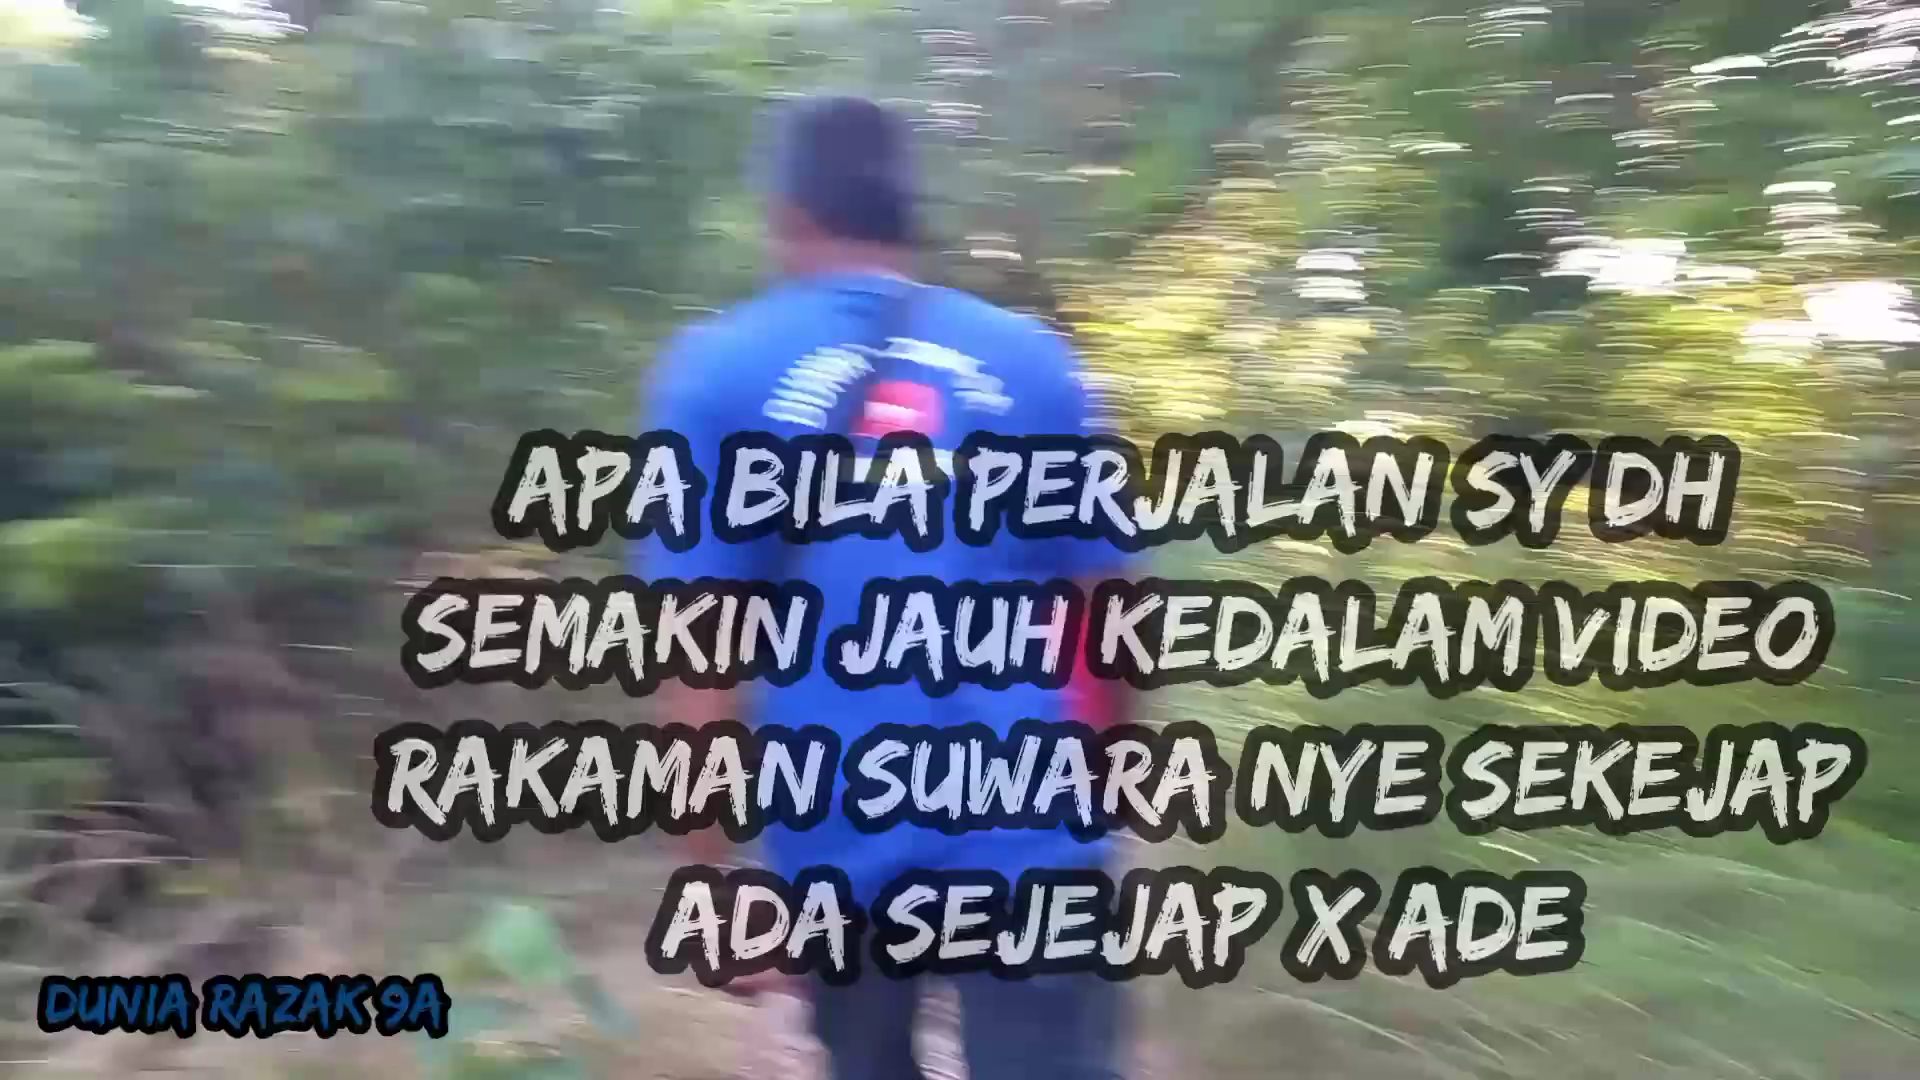 APA BILA PERJALAN SY DH
SEMAKIN JAUH KEDALAM VIDEO
RAKAMAN SUWARA NYE SEKEJAP
ADA SEJEJAP X ADE
DUNIA RAZAK 9A